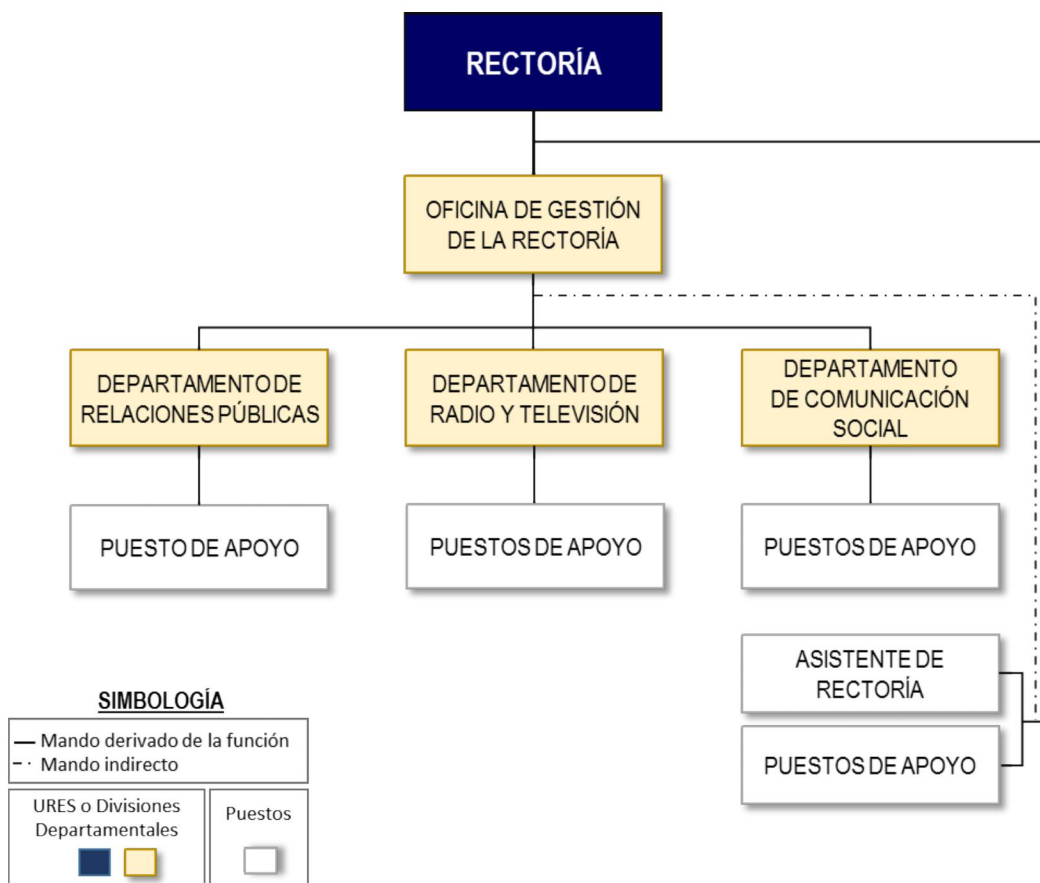 RECTORÍA
OFICINA DE GESTIÓN
DE LA RECTORÍA
DEPARTAMENTO DE
RELACIONES PÚBLICAS
DEPARTAMENTO DE
RADIO Y TELEVISIÓN
DEPARTAMENTO
DE COMUNICACIÓN
SOCIAL
PUESTO DE APOYO
PUESTOS DE APOYO
PUESTOS DE APOYO
ASISTENTE DE
RECTORÍA
PUESTOS DE APOYO
SIMBOLOGÍA
Mando derivado de la función
Mando indirecto
URES o Divisiones
Departamentales
Puestos